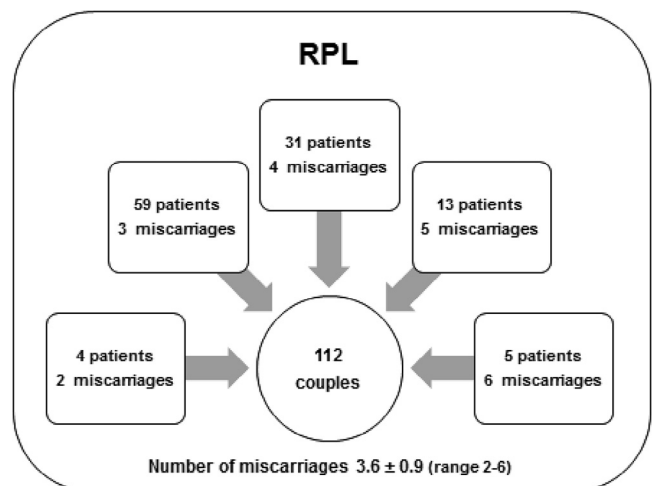 RPL
31 patients
4 miscarriages
59 patients
3 miscarriages
13 patients
5 miscarriages
4 patients
2 miscarriages
112
couples
5 patients
6 miscarriages
Number of miscarriages 3.6 ± 0.9 (range 2-6)